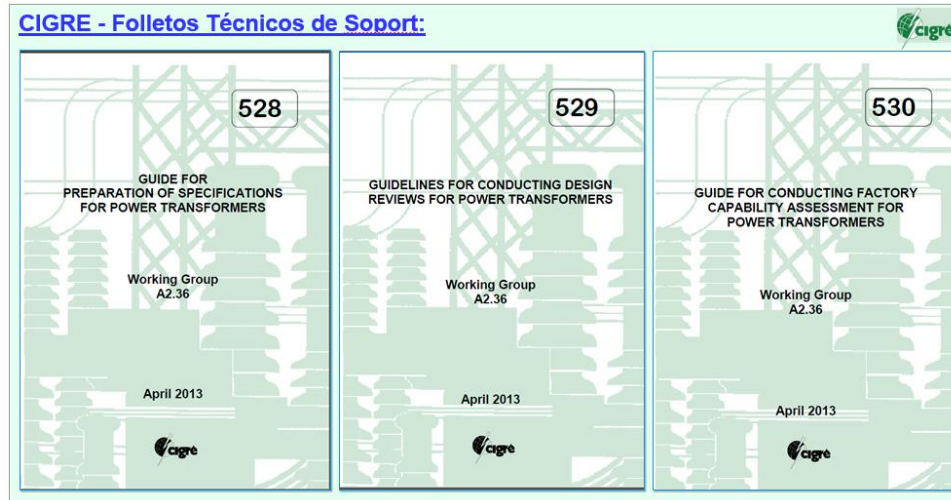 CIGRE - Folletos Técnicos de Soport:
cigré
528
GUIDE FOR
PREPARATION OF SPECIFICATIONS
FOR POWER TRANSFORMERS
Working Group
A2.36
April 2013
cigré
529
GUIDELINES FOR CONDUCTING DESIGN
REVIEWS FOR POWER TRANSFORMERS
Working Group
A2.36
April 2013
cigré
530
GUIDE FOR CONDUCTING FACTORY
CAPABILITY ASSESSMENT FOR
POWER TRANSFORMERS
Working Group
A2.36
April 2013
cigré